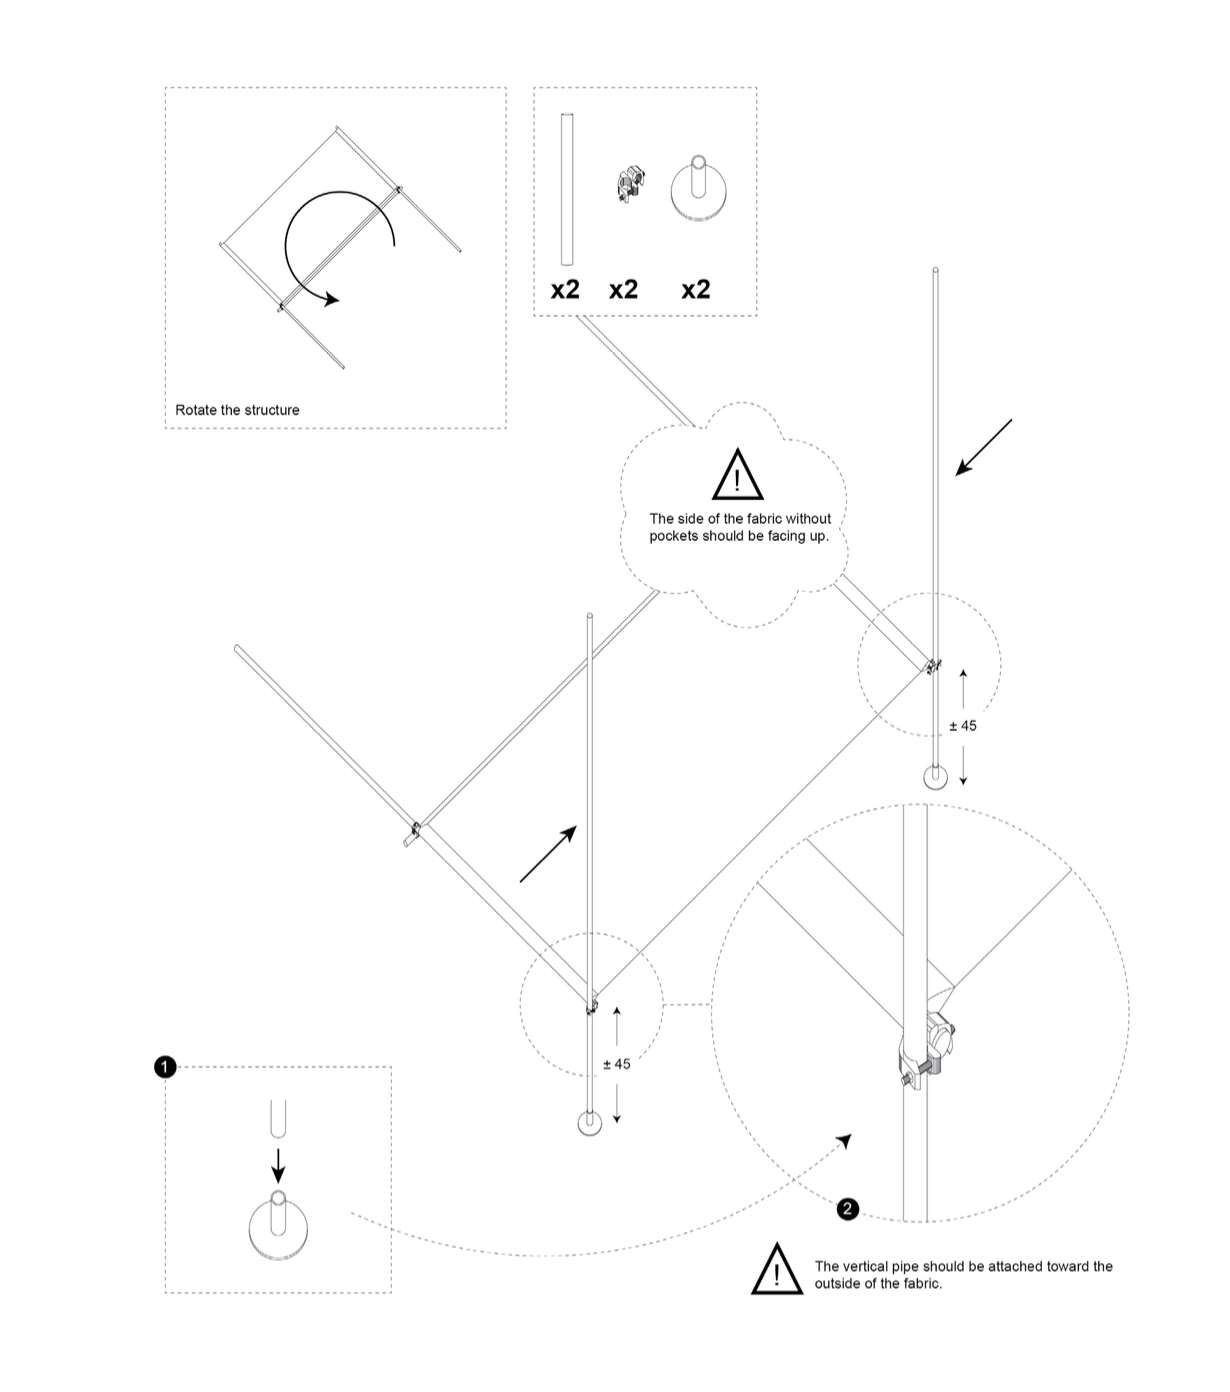 x2 x2 x2
Rotate the structure
!
The side of the fabric without
pockets should be facing up.
± 45
± 45
1
2
!
The vertical pipe should be attached toward the
outside of the fabric.